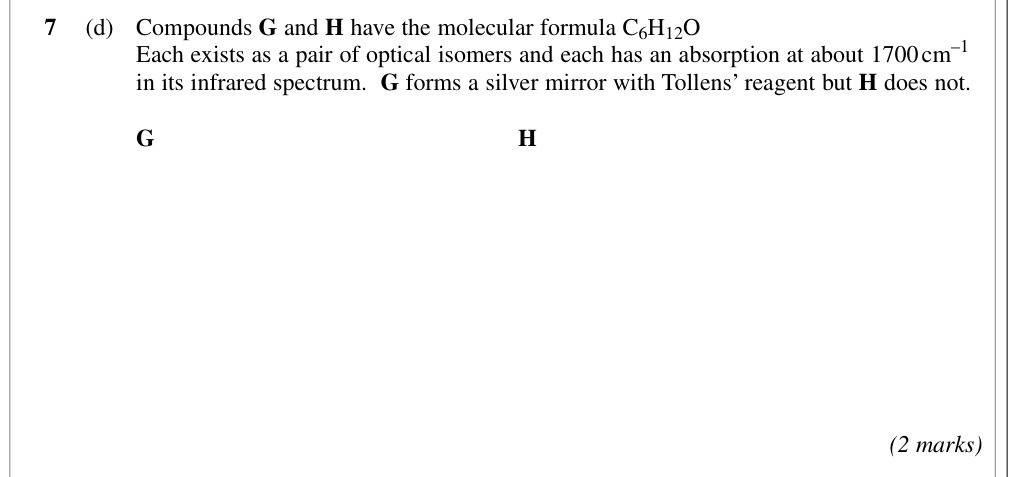 7 (d) Compounds G and H have the molecular formula C₆H₁₂O
Each exists as a pair of optical isomers and each has an absorption at about 1700 cm⁻¹
in its infrared spectrum. G forms a silver mirror with Tollens’ reagent but H does not.
G H
(2 marks)